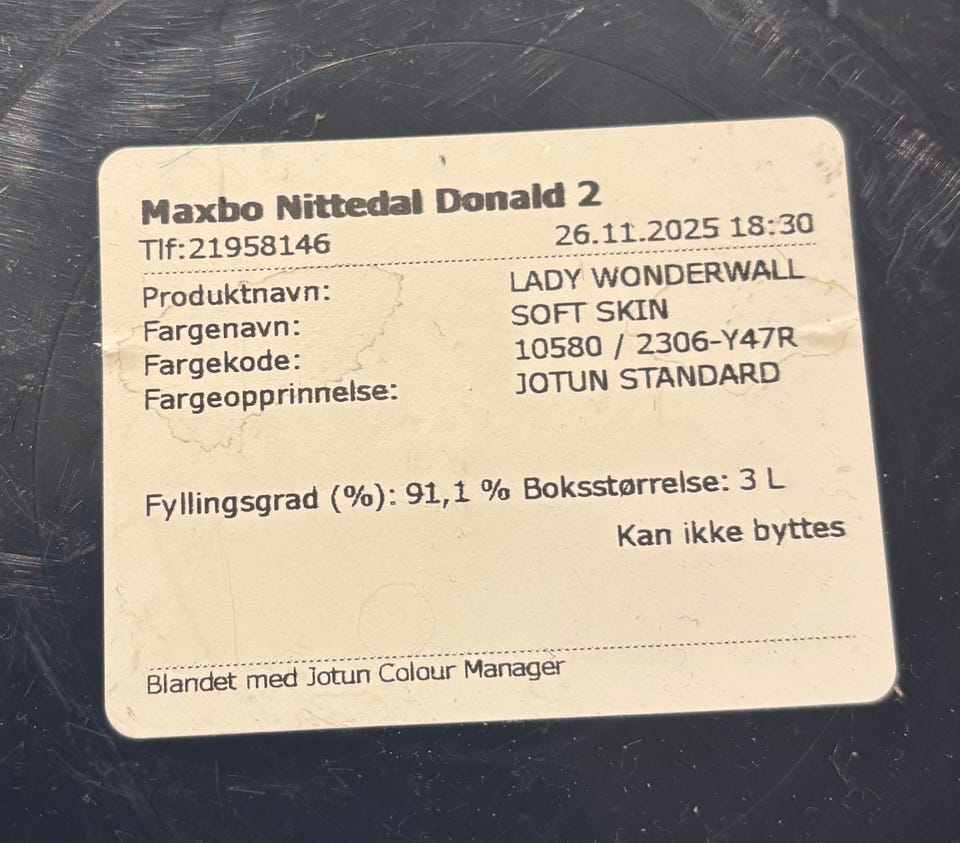 Maxbo Nittedal Donald 2
Tlf:21958146 26.11.2025 18:30
Produktnavn: LADY WONDERWALL
Fargenavn: SOFT SKIN
Fargekode: 10580 / 2306-Y47R
Fargeopprinnelse: JOTUN STANDARD
Fyllingsgrad (%): 91,1 % Boksstørrelse: 3 L
Kan ikke byttes
Blandet med Jotun Colour Manager